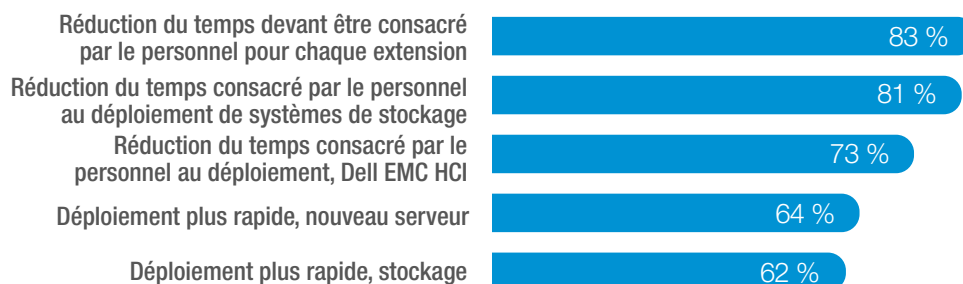 Réduction du temps devant être consacré
par le personnel pour chaque extension
83 %
Réduction du temps consacré par le personnel
au déploiement de systèmes de stockage
81 %
Réduction du temps consacré par le
personnel au déploiement, Dell EMC HCI
73 %
Déploiement plus rapide, nouveau serveur
64 %
Déploiement plus rapide, stockage
62 %